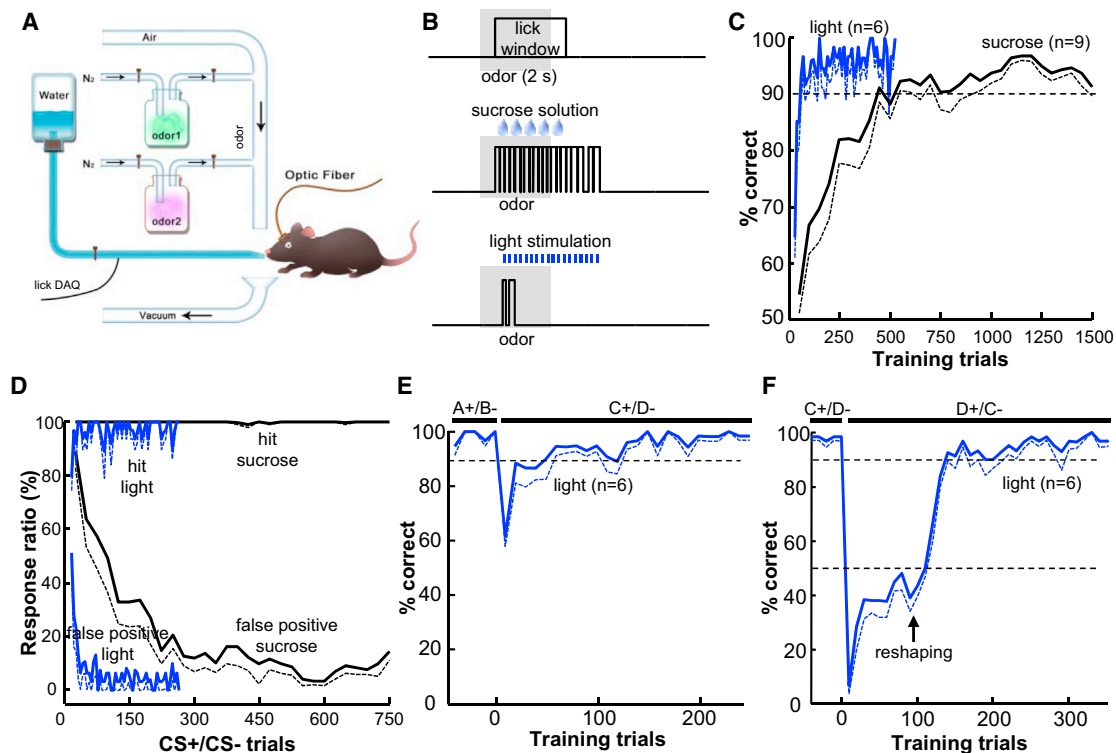 A
Air
N₂
Water
odor1
odor
N₂
odor2
Optic Fiber
lick DAQ
Vacuum
B
lick
window
odor (2 s)
sucrose solution
odor
light stimulation
odor
C
light (n=6)
sucrose (n=9)
% correct
100
90
80
70
60
50
0
250
500
750
1000
1250
1500
Training trials
D
Response ratio (%)
100
80
60
40
20
0
hit
sucrose
hit
light
false positive
light
false positive
sucrose
0
150
300
450
600
750
CS+/CS- trials
E
A+/B-
C+/D-
% correct
100
80
60
40
20
0
light (n=6)
0
100
200
Training trials
F
C+/D-
D+/C-
% correct
100
80
60
40
20
0
light (n=6)
reshaping
0
100
200
300
Training trials